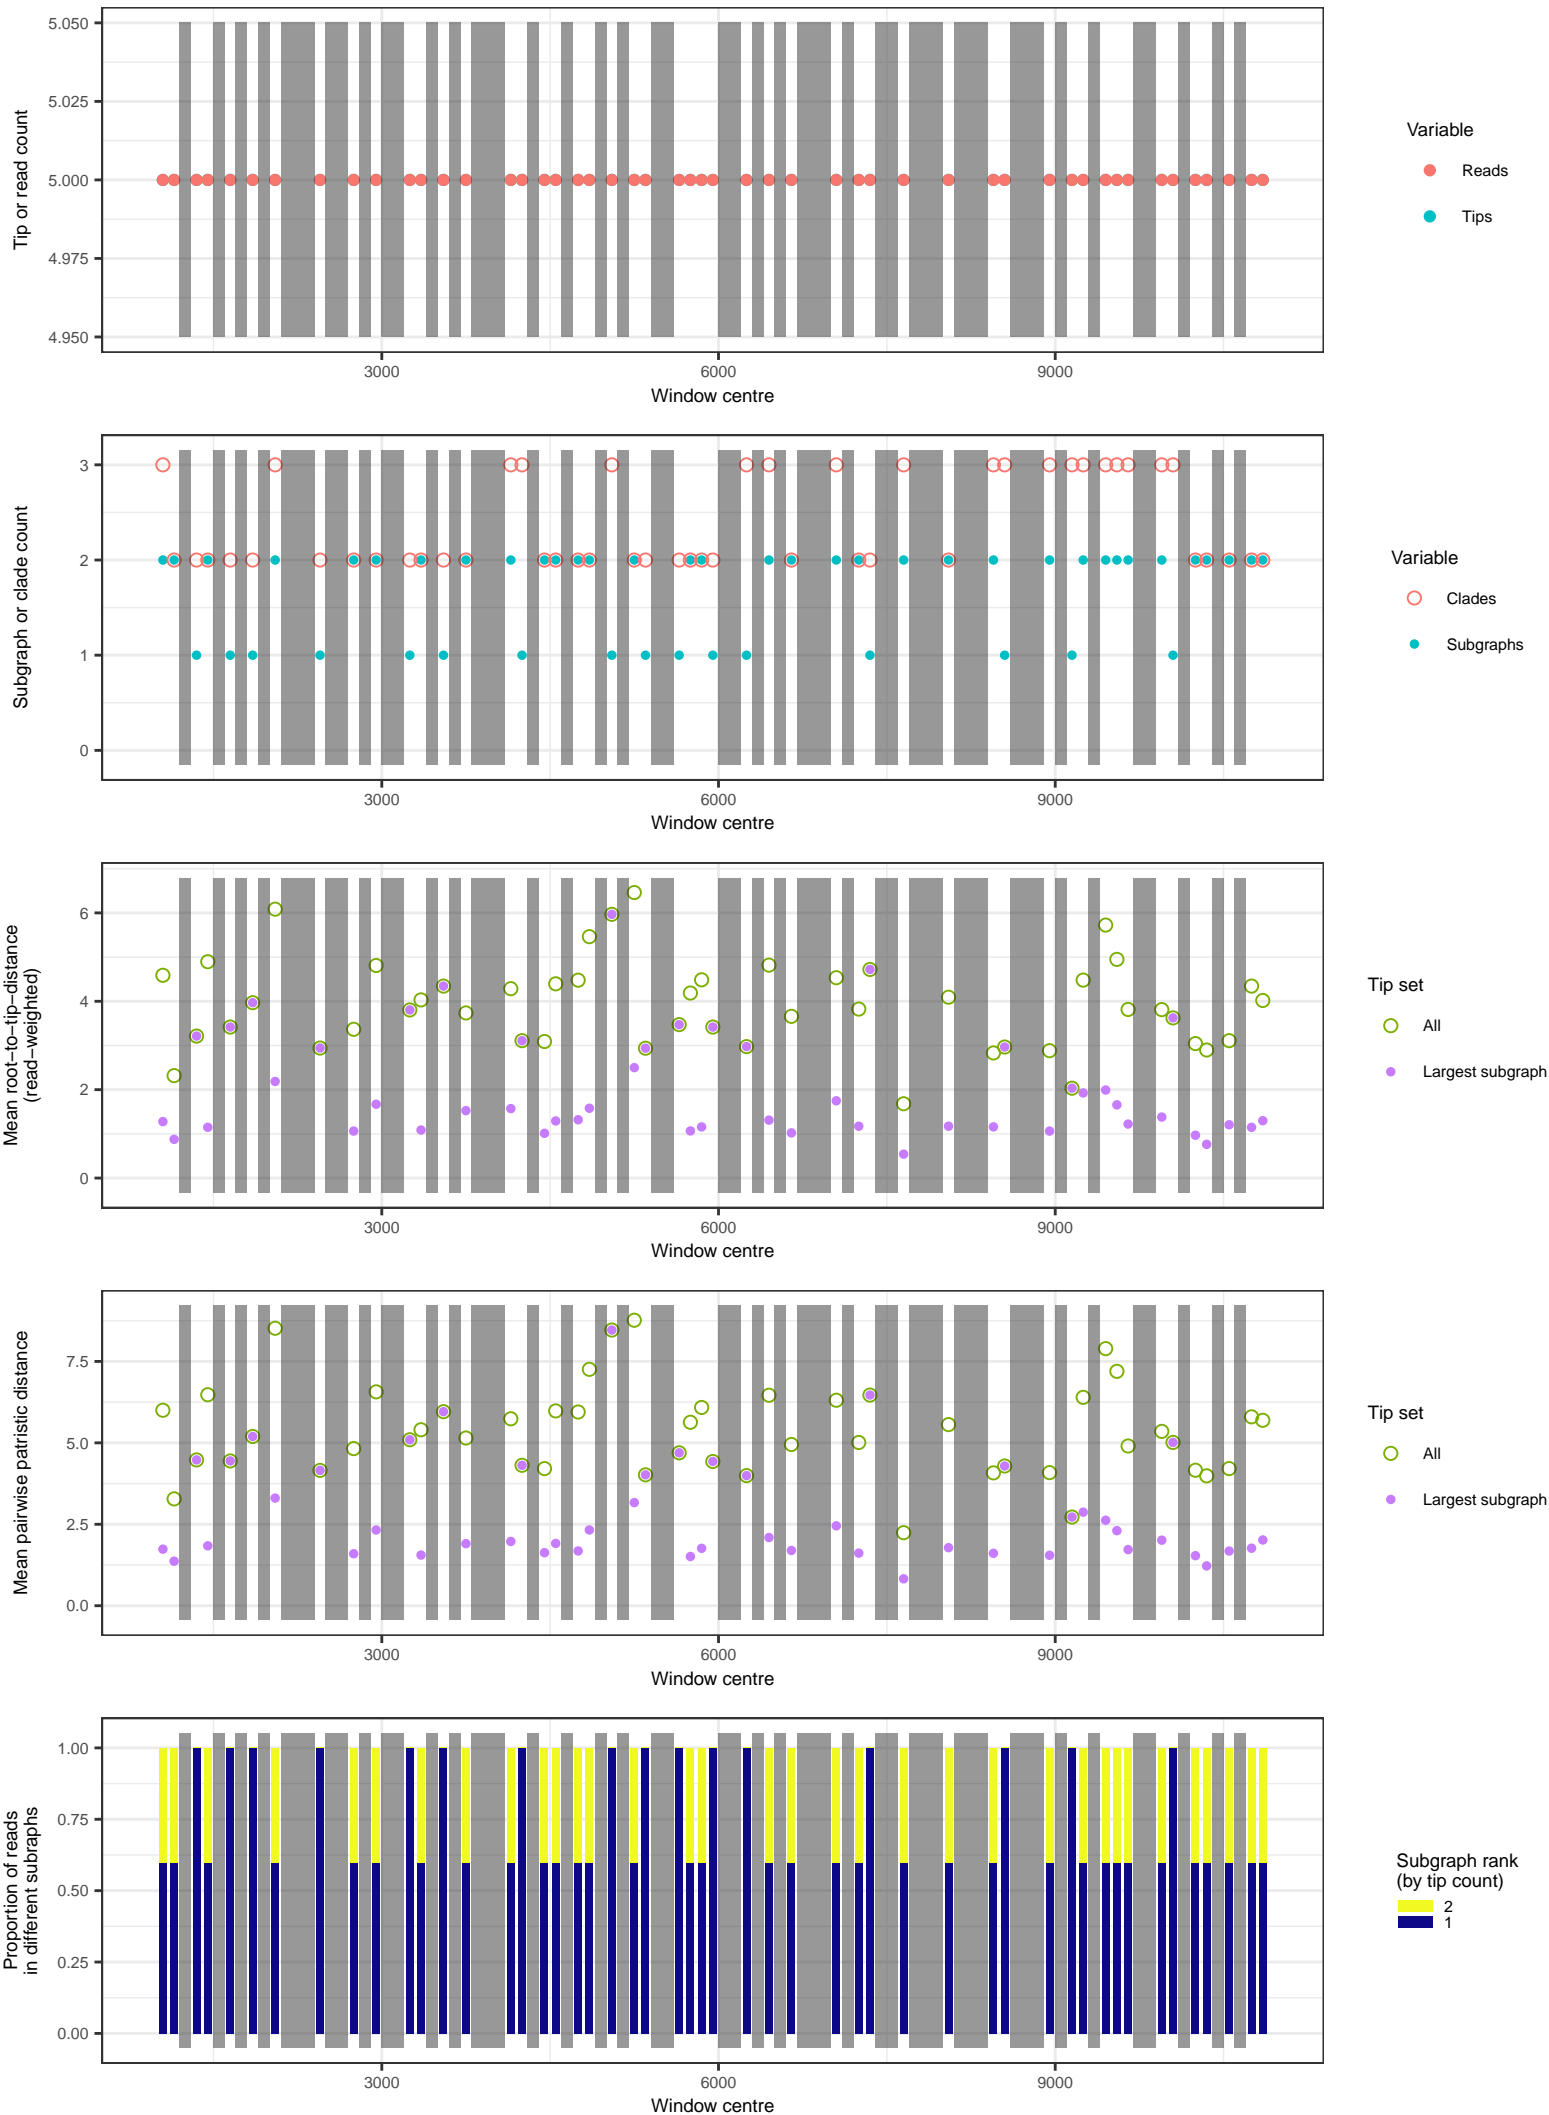 5.050
5.025
5.000
4.975
4.950
Tip or read count
3000
6000
9000
Window centre
Variable
Reads
Tips
3
2
1
0
Subgraph or clade count
3000
6000
9000
Window centre
Variable
Clades
Subgraphs
6
4
2
0
Mean root−to−tip−distance
(read−weighted)
3000
6000
9000
Window centre
Tip set
All
Largest subgraph
7.5
5.0
2.5
0.0
Mean pairwise patristic distance
3000
6000
9000
Window centre
Tip set
All
Largest subgraph
1.00
0.75
0.50
0.25
0.00
Proportion of reads
in different subraphs
3000
6000
9000
Window centre
Subgraph rank
(by tip count)
2
1